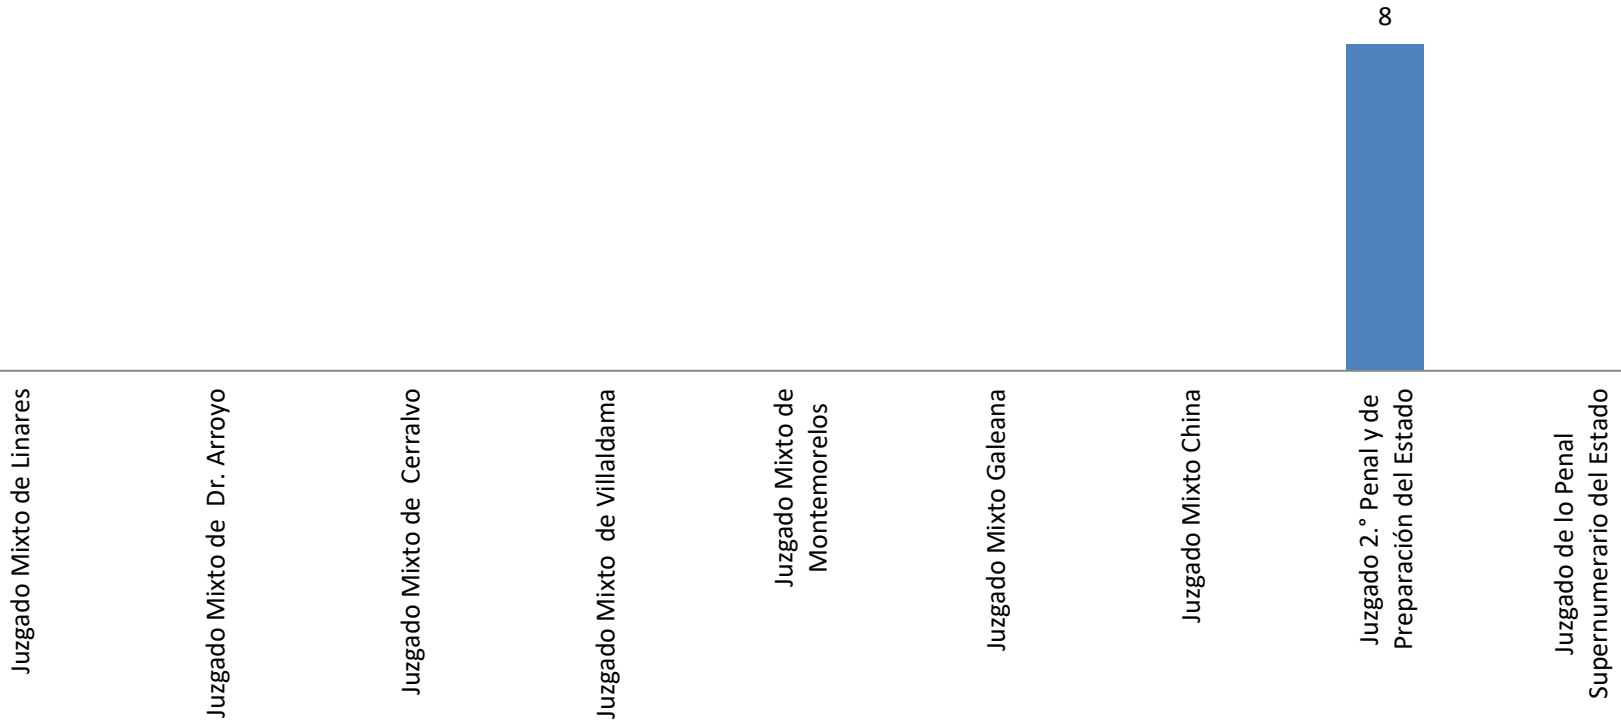 8
Juzgado Mixto de Linares
Juzgado Mixto de  Dr. Arroyo
Juzgado Mixto de  Cerralvo
Juzgado Mixto  de Villaldama
Juzgado Mixto de
Montemorelos
Juzgado Mixto Galeana
Juzgado Mixto China
Juzgado 2.° Penal y de
Preparación del Estado
Juzgado de lo Penal
Supernumerario del Estado